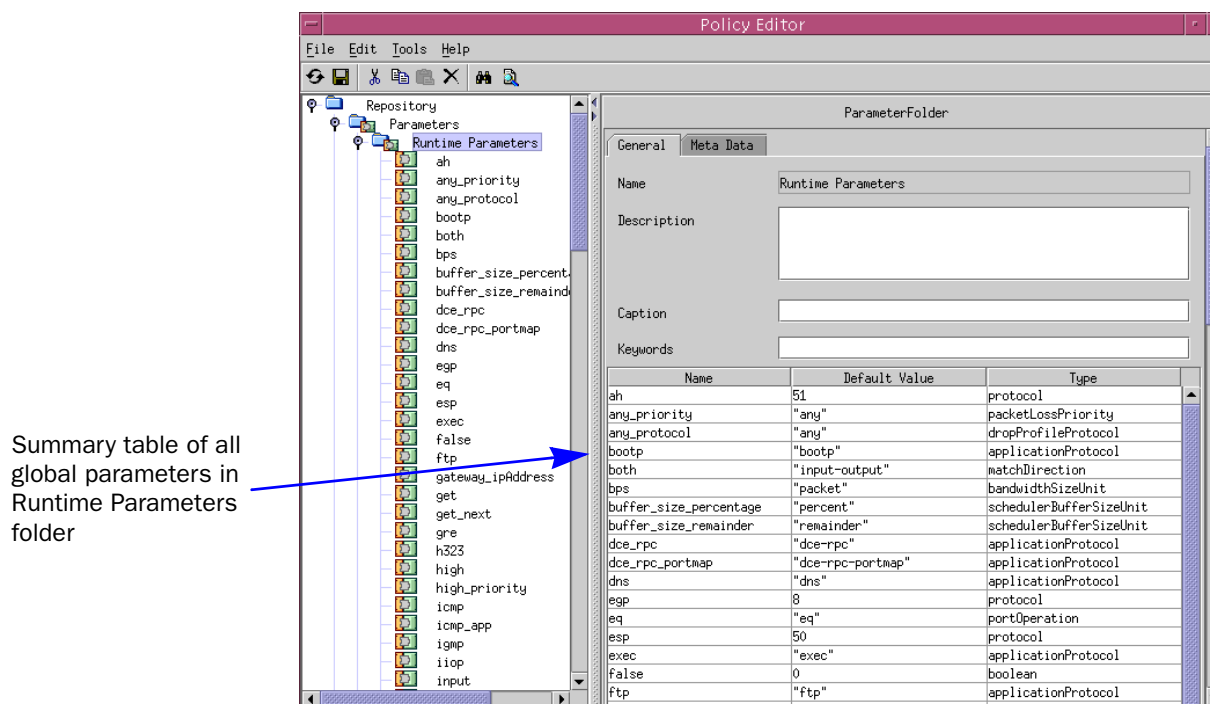 Policy Editor
File Edit Tools Help
Repository
Parameters
Runtime Parameters
ah
any_priority
any_protocol
bootp
both
bps
buffer_size_percent
buffer_size_remaind
dce_rpc
dce_rpc_portmap
dns
egp
eq
esp
exec
false
ftp
gateway_ipAddress
get
get_next
gre
h323
high
high_priority
icmp
icmp_app
igmp
iiop
input
ParameterFolder
General Meta Data
Name Runtime Parameters
Description
Caption
Keywords
Name Default Value Type
ah 51 protocol
any_priority "any" packetLossPriority
any_protocol "any" dropProfileProtocol
bootp "bootp" applicationProtocol
both "input-output" matchDirection
bps "packet" bandwidthSizeUnit
buffer_size_percentage "percent" schedulerBufferSizeUnit
buffer_size_remainder "remainder" schedulerBufferSizeUnit
dce_rpc "dce-rpc" applicationProtocol
dce_rpc_portmap "dce-rpc-portmap" applicationProtocol
dns "dns" applicationProtocol
egp 8 protocol
eq "eq" portOperation
esp 50 protocol
exec "exec" applicationProtocol
false 0 boolean
ftp "ftp" applicationProtocol
Summary table of all
global parameters in
Runtime Parameters
folder